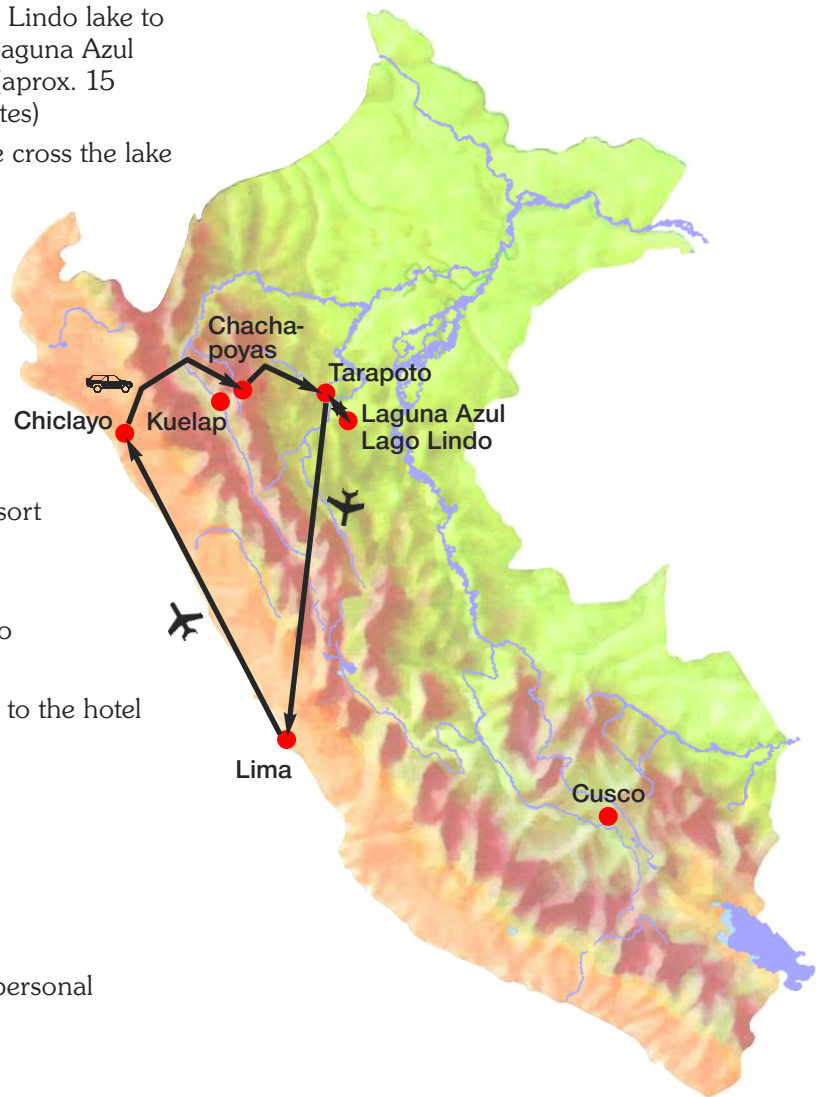 Lindo lake to
aguna Azul
aprox. 15
tes)
e cross the lake
Chacha-
poyas
Tarapoto
Chiclayo
Kuelap
Laguna Azul
Lago Lindo
sort
o
to the hotel
Lima
Cusco
personal